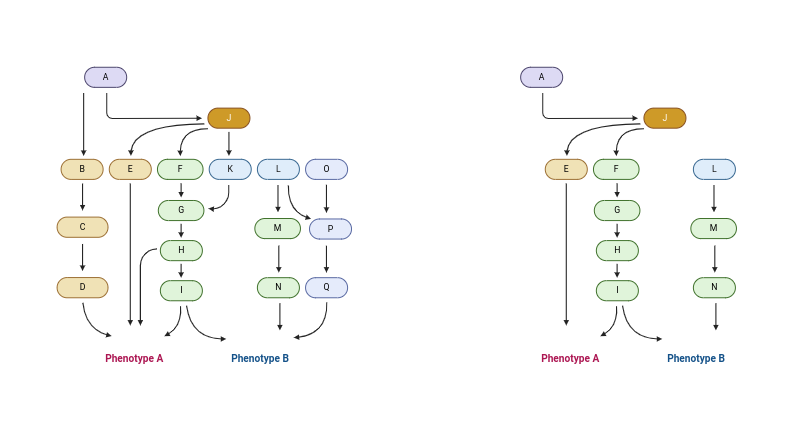 A
J
B E F K L O
G
C
M P
H
D I N Q
Phenotype A Phenotype B
A
J
E F L
G
M
H
I N
Phenotype A Phenotype B